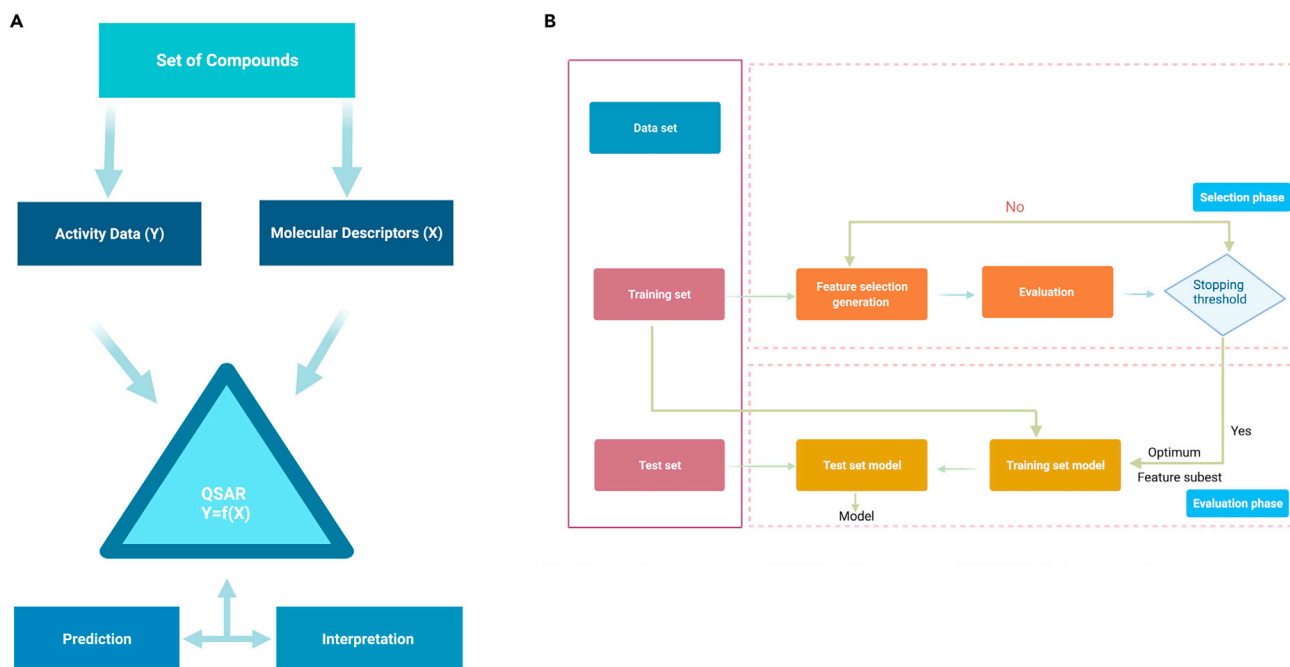 A
Set of Compounds
Activity Data (Y)
Molecular Descriptors (X)
QSAR
Y=f(X)
Prediction
Interpretation
B
Data set
Selection phase
No
Training set
Feature selection
generation
Evaluation
Stopping
threshold
Yes
Test set
Test set model
Training set model
Optimum
Feature subest
Evaluation phase
Model